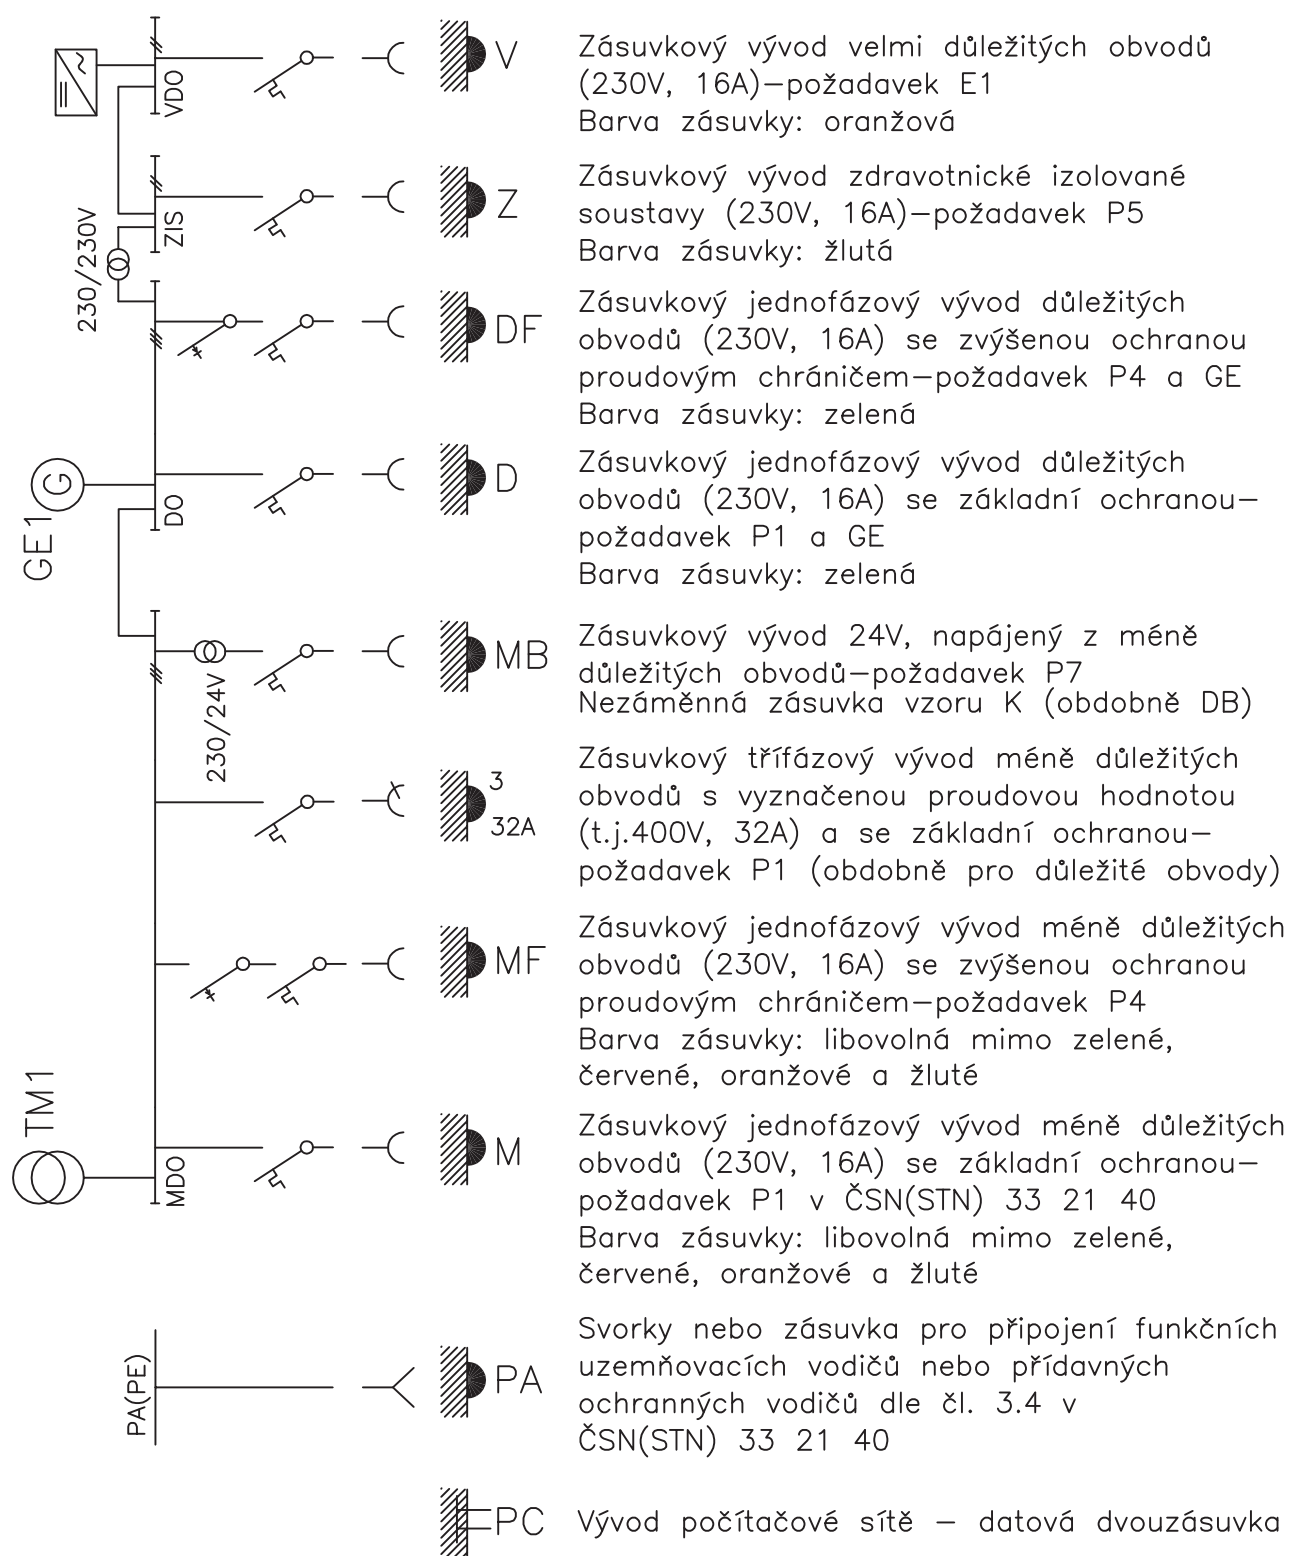 VDO
V
Zásuvkový vývod velmi důležitých obvodů
(230V, 16A)–požadavek E1
Barva zásuvky: oranžová
ZIS
230/230V
Z
Zásuvkový vývod zdravotnické izolované
soustavy (230V, 16A)–požadavek P5
Barva zásuvky: žlutá
DF
Zásuvkový jednofázový vývod důležitých
obvodů (230V, 16A) se zvýšenou ochranou
proudovým chráničem–požadavek P4 a GE
Barva zásuvky: zelená
G
GE1
DO
D
Zásuvkový jednofázový vývod důležitých
obvodů (230V, 16A) se základní ochranou–
požadavek P1 a GE
Barva zásuvky: zelená
230/24V
MB
Zásuvkový vývod 24V, napájený z méně
důležitých obvodů–požadavek P7
Nezáměnná zásuvka vzoru K (obdobně DB)
3
32A
Zásuvkový třífázový vývod méně důležitých
obvodů s vyznačenou proudovou hodnotou
(t.j.400V, 32A) a se základní ochranou–
požadavek P1 (obdobně pro důležité obvody)
MF
Zásuvkový jednofázový vývod méně důležitých
obvodů (230V, 16A) se zvýšenou ochranou
proudovým chráničem–požadavek P4
Barva zásuvky: libovolná mimo zelené,
červené, oranžové a žluté
TM1
MDO
M
Zásuvkový jednofázový vývod méně důležitých
obvodů (230V, 16A) se základní ochranou–
požadavek P1 v ČSN(STN) 33 21 40
Barva zásuvky: libovolná mimo zelené,
červené, oranžové a žluté
PA(PE)
PA
Svorky nebo zásuvka pro připojení funkčních
uzemňovacích vodičů nebo přídavných
ochranných vodičů dle čl. 3.4 v
ČSN(STN) 33 21 40
PC
Vývod počítačové sítě – datová dvouzásuvka